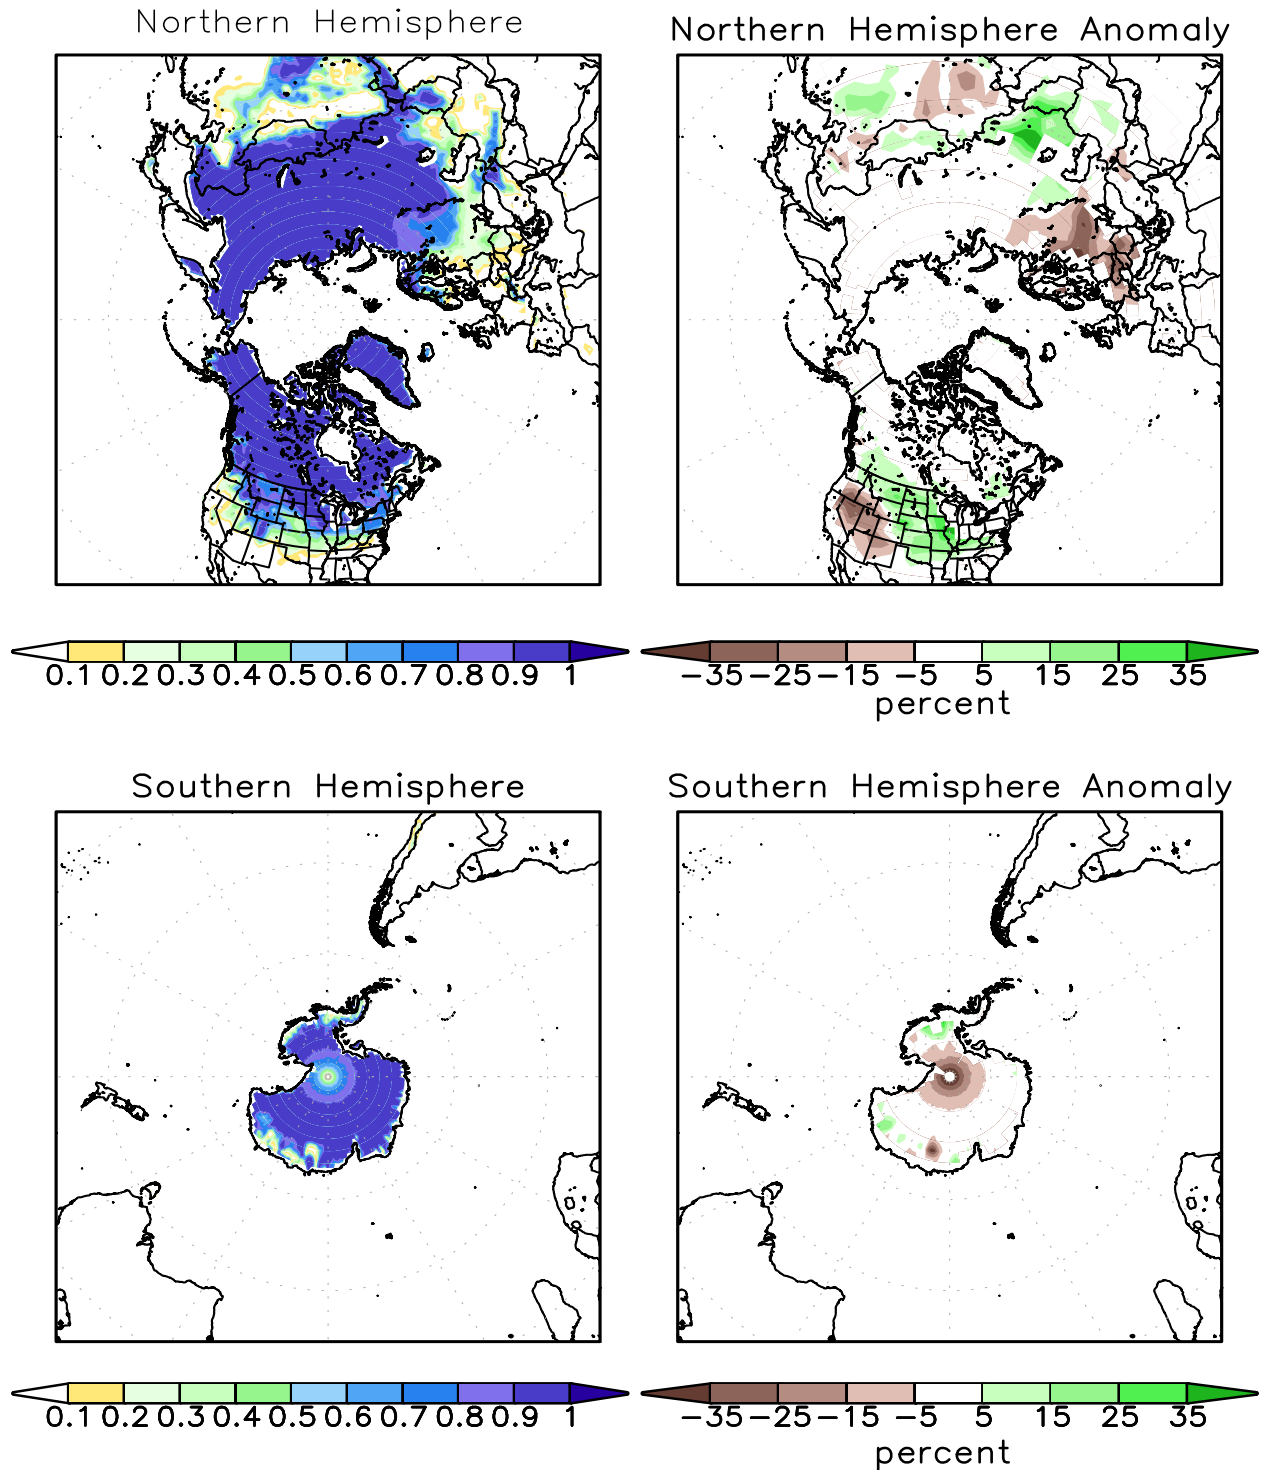 Northern Hemisphere
Northern Hemisphere Anomaly
0.1 0.2 0.3 0.4 0.5 0.6 0.7 0.8 0.9 1
−35 −25 −15 −5 5 15 25 35
percent
Southern Hemisphere
Southern Hemisphere Anomaly
0.1 0.2 0.3 0.4 0.5 0.6 0.7 0.8 0.9 1
−35 −25 −15 −5 5 15 25 35
percent